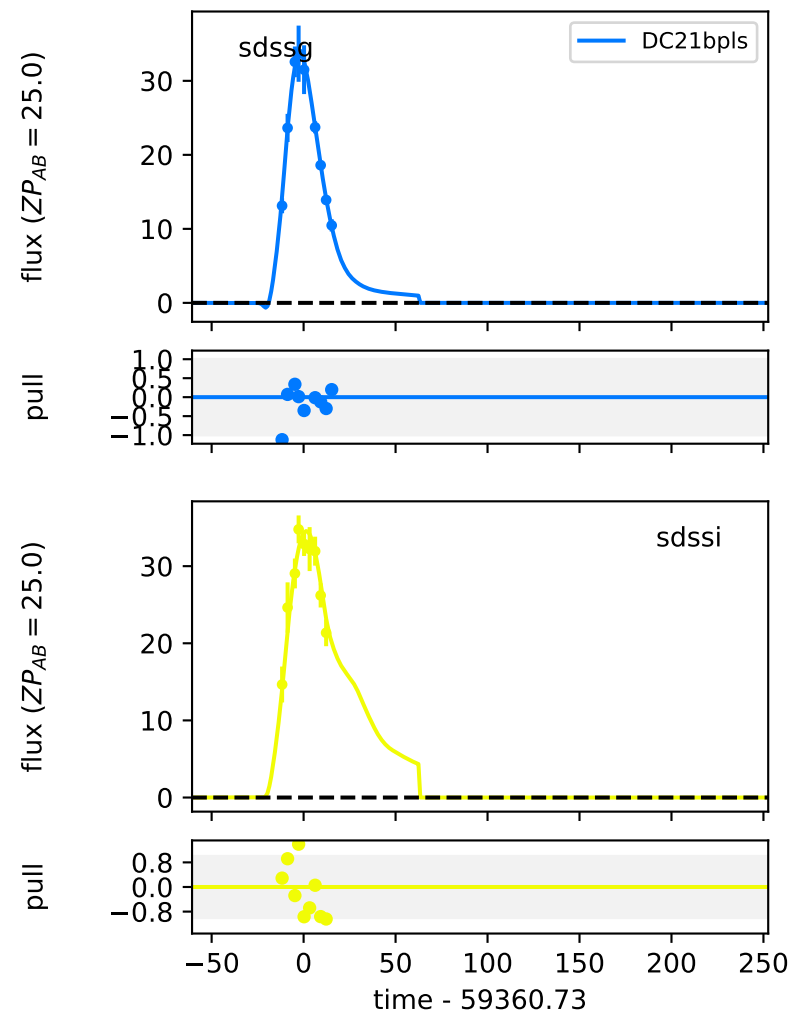 sdssg
DC21bpls
flux (ZP_AB = 25.0)
30
20
10
0
pull
1.0
0.5
0.0
−0.5
−1.0
sdssi
flux (ZP_AB = 25.0)
30
20
10
0
pull
0.8
0.0
−0.8
−50 0 50 100 150 200 250
time - 59360.73